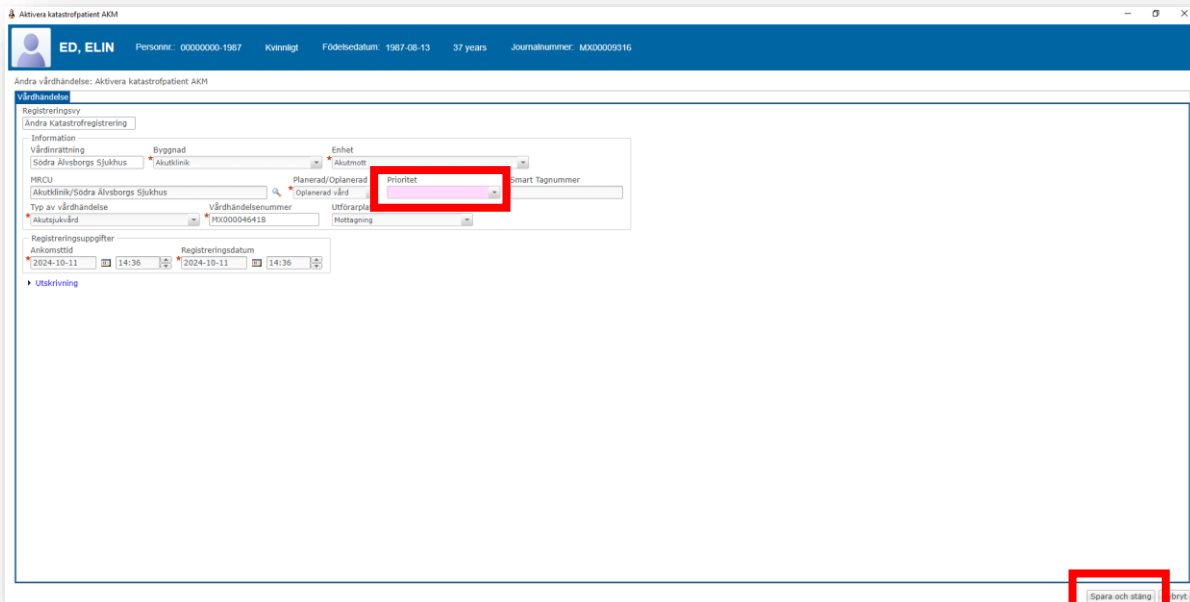 Aktivera katastrofpatient AKM
ED, ELIN Personnr.: 00000000-1987 Kvinnligt Födelsedatum: 1987-08-13 37 years Journalnummer: MX00009316
Ändra vårdhändelse: Aktivera katastrofpatient AKM
Vårdhändelse
Registreringsvy
Ändra Katastrofregistrering
Information
Vårdinrättning Byggnad Enhet
Södra Älvsborgs Sjukhus * Akutklinik * Akutmott
MRCU Planerad/Oplanerad Prioritet Smart Tagnummer
Akutklinik/Södra Älvsborgs Sjukhus * Oplanerad vård
Typ av vårdhändelse Vårdhändelsenummer Utförarpla
* Akutsjukvård * MX000046418 Mottagning
Registreringsuppgifter
Ankomsttid Registreringsdatum
* 2024-10-11 14:36 * 2024-10-11 14:36
Utskrivning
Spara och stäng bryt